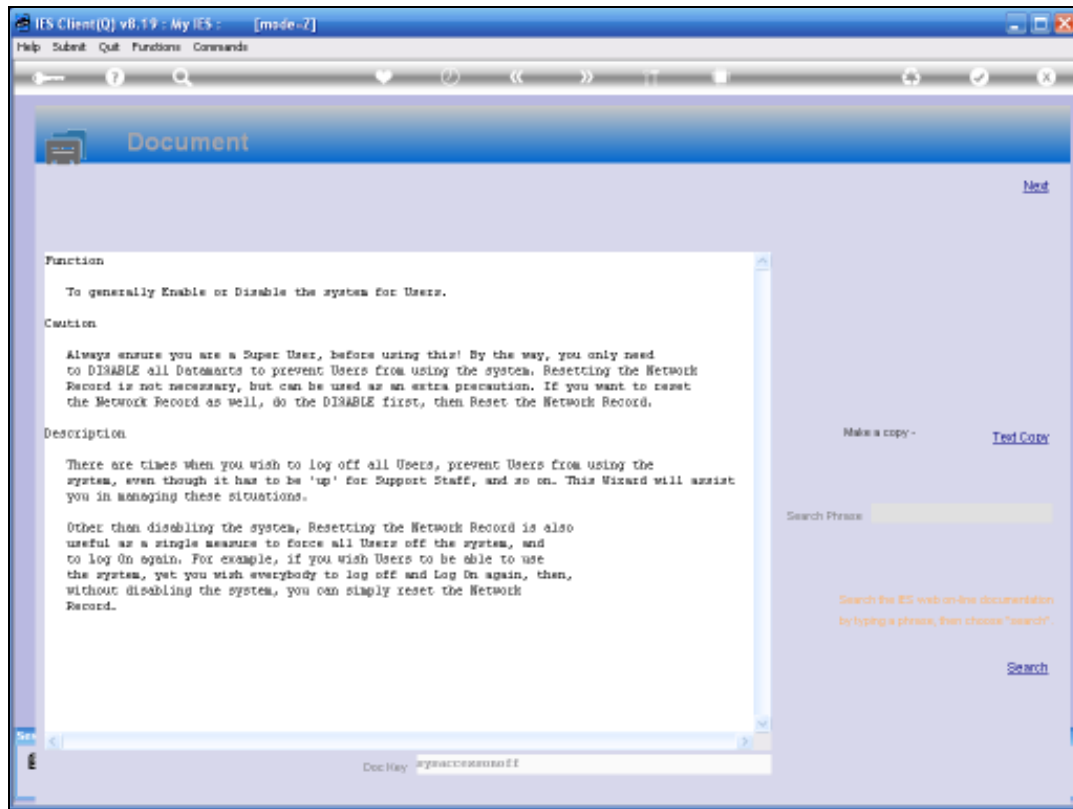 IES Client(Q) v8.19 : My IES : [mode=2]
Help Submit Quit Functions Commands
Document
Next
Function
To generally Enable or Disable the system for Users.
Caution
Always ensure you are a Super User, before using this! By the way, you only need
to DISABLE all Datamarts to prevent Users from using the system. Resetting the Network
Record is not necessary, but can be used as an extra precaution. If you want to reset
the Network Record as well, do the DISABLE first, then Reset the Network Record.
Description
There are times when you wish to log off all Users, prevent Users from using the
system, even though it has to be 'up' for Support Staff, and so on. This Wizard will assist
you in managing these situations.
Other than disabling the system, Resetting the Network Record is also
useful as a single measure to force all Users off the system, and
to Log On again. For example, if you wish Users to be able to use
the system, yet you wish everybody to log off and Log On again, then,
without disabling the system, you can simply reset the Network
Record.
Make a copy -
Text Copy
Search Phrase
Search the IES web on-line documentation
by typing a phrase, then choose "search".
Search
Doc Key sysaccessonoff